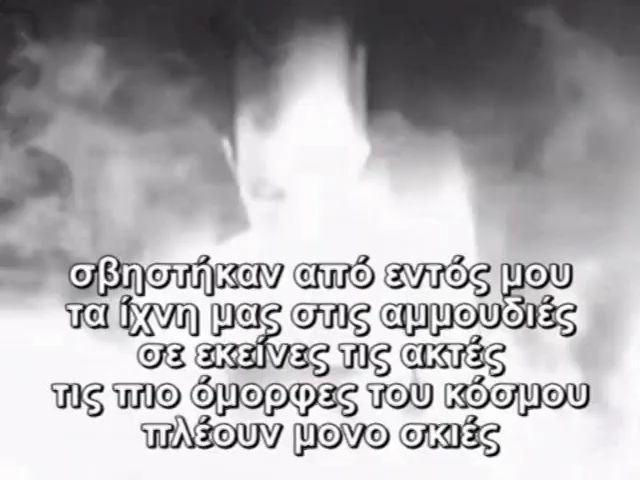 σβηστήκαν από εντός μου
τα ίχνη μας στις αμμουδιές
σε εκείνες τις ακτές
τις πιο όμορφες του κόσμου
πλέουν μονο σκιές